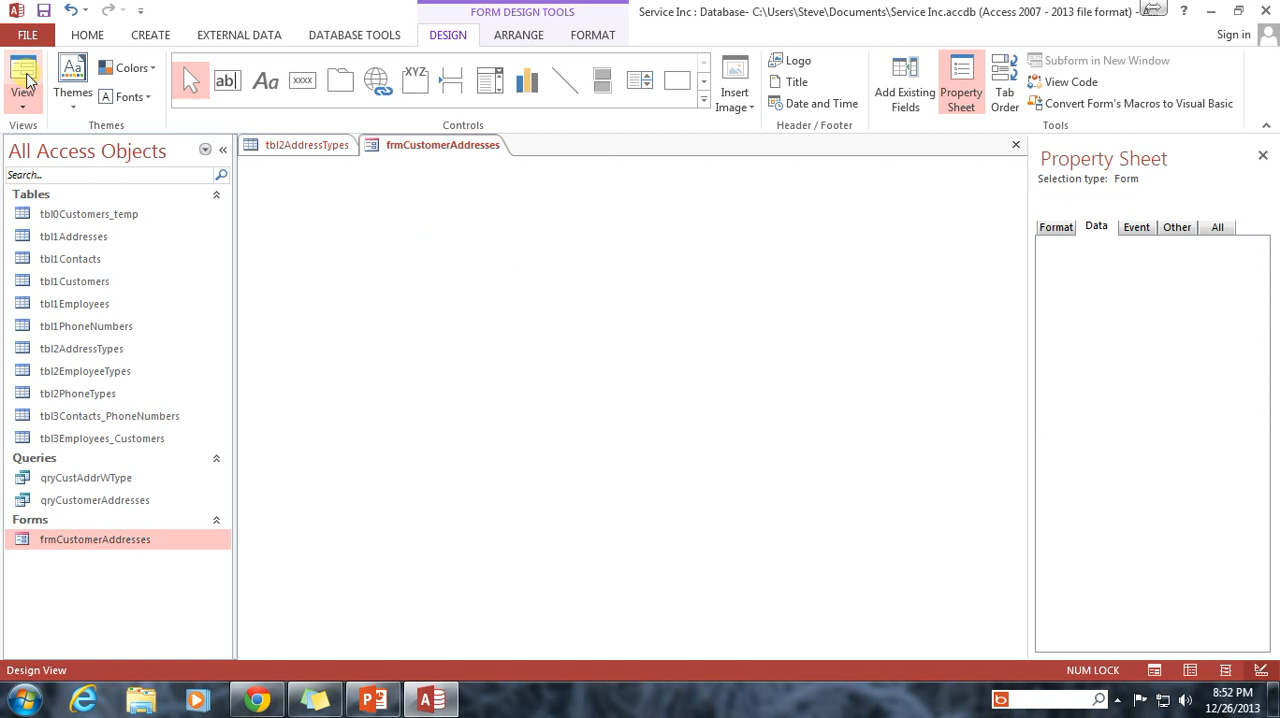 FORM DESIGN TOOLS
Service Inc : Database- C:\Users\Steve\Documents\Service Inc.accdb (Access 2007 - 2013 file format) -
?
FILE
HOME
CREATE
EXTERNAL DATA
DATABASE TOOLS
DESIGN
ARRANGE
FORMAT
Sign in
View
Themes
Colors
Fonts
ab|
Aa
xxxx
XYZ
Insert
Image
Logo
Title
Date and Time
Add Existing
Fields
Property
Sheet
Tab
Order
Subform in New Window
View Code
Convert Form's Macros to Visual Basic
Views
Themes
Controls
Header / Footer
Tools
All Access Objects
Search...
Tables
tbl0Customers_temp
tbl1Addresses
tbl1Contacts
tbl1Customers
tbl1Employees
tbl1PhoneNumbers
tbl2AddressTypes
tbl2EmployeeTypes
tbl2PhoneTypes
tbl3Contacts_PhoneNumbers
tbl3Employees_Customers
Queries
qryCustAddrWType
qryCustomerAddresses
Forms
frmCustomerAddresses
tbl2AddressTypes
frmCustomerAddresses
Property Sheet
Selection type: Form
Format
Data
Event
Other
All
Design View
NUM LOCK
8:52 PM
12/26/2013